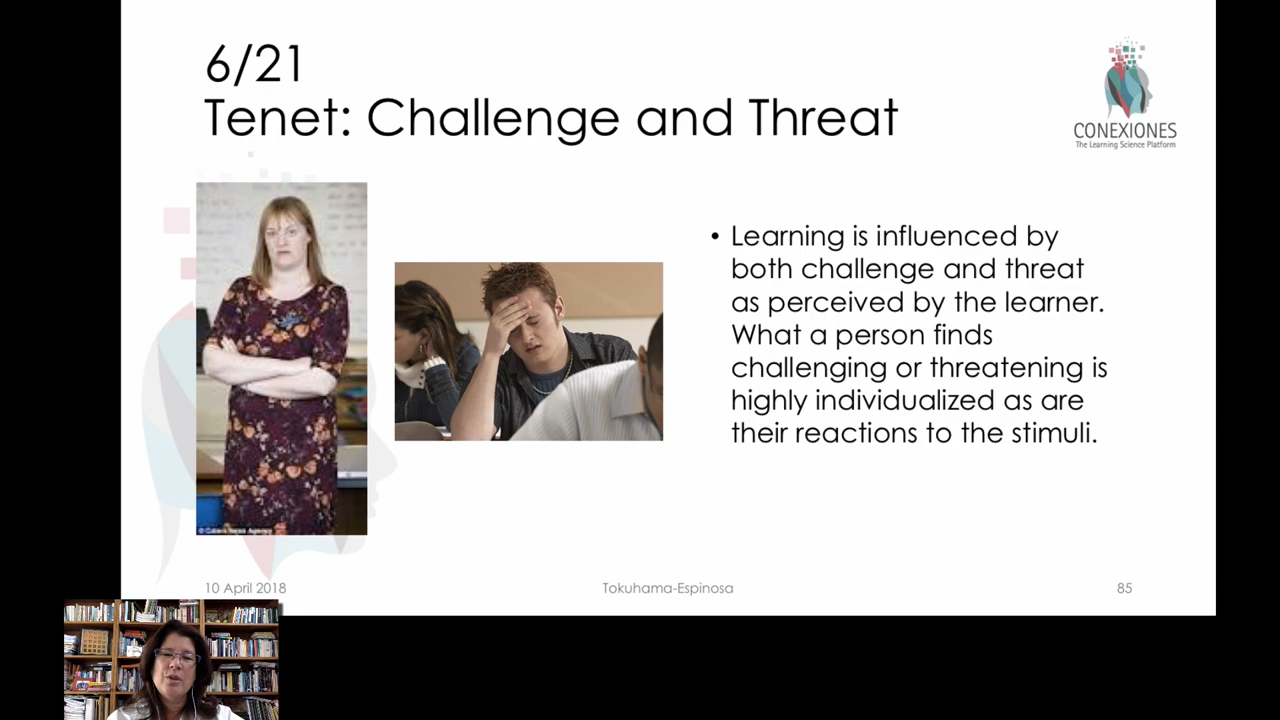 6/21
Tenet: Challenge and Threat
CONEXIONES
The Learning Science Platform
• Learning is influenced by
both challenge and threat
as perceived by the learner.
What a person finds
challenging or threatening is
highly individualized as are
their reactions to the stimuli.
10 April 2018
Tokuhama-Espinosa
85